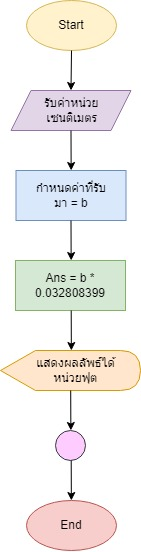 Start
รับค่าหน่วย
เซนติเมตร
กำหนดค่าที่รับ
มา = b
Ans = b *
0.032808399
แสดงผลลัพธ์ได้
หน่วยฟุต
End